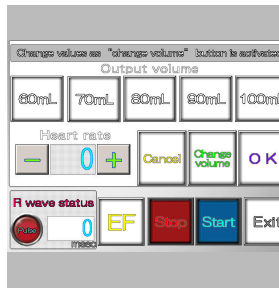 Change values as "change volume" button is activated
Output volume
60mL 70mL 80mL 90mL 100mL
Heart rate
− 0 + Cancel Change volume OK
R wave status
Pulse 0 msec EF Stop Start Exit